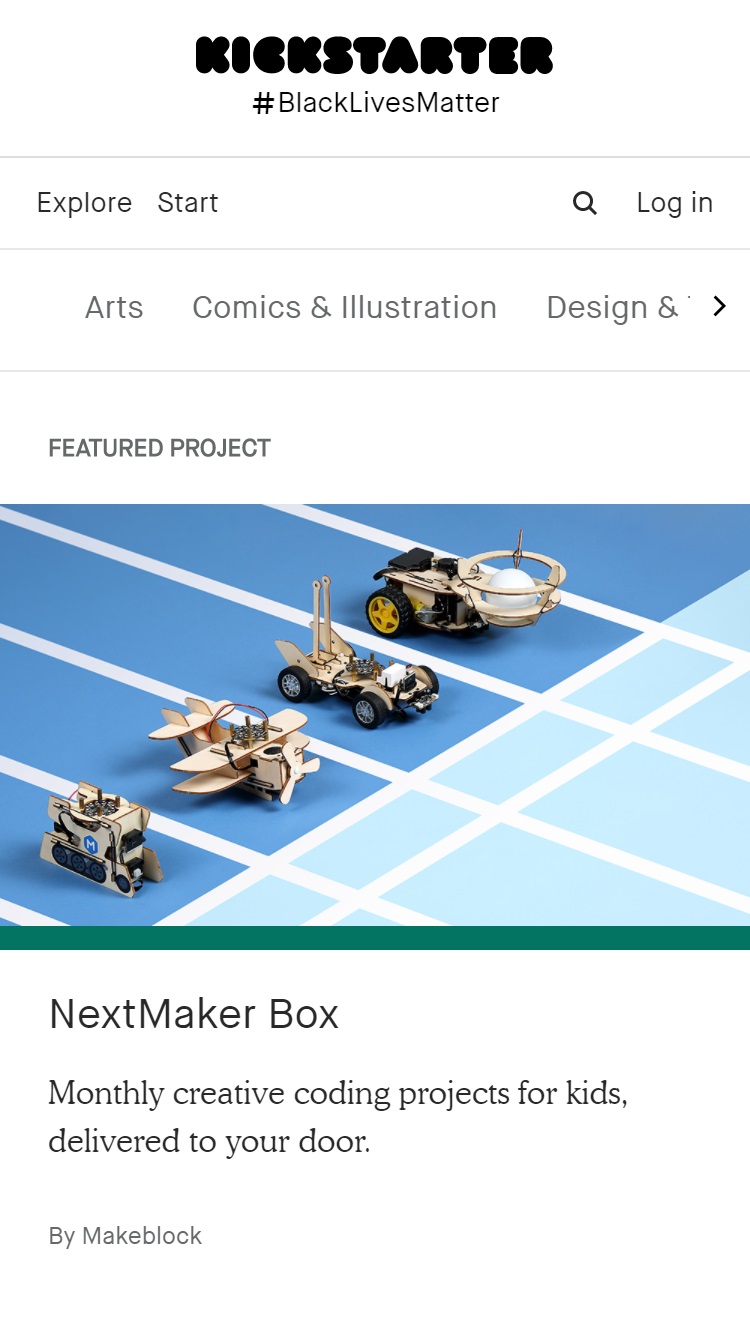 KICKSTARTER
#BlackLivesMatter
Explore Start Log in
Arts Comics & Illustration Design &
FEATURED PROJECT
M
NextMaker Box
Monthly creative coding projects for kids,
delivered to your door.
By Makeblock